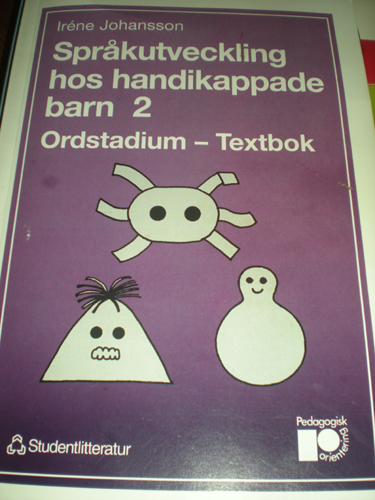 Iréne Johansson
Språkutveckling
hos handikappade
barn 2
Ordstadium – Textbok
Studentlitteratur
Pedagogisk
orientering